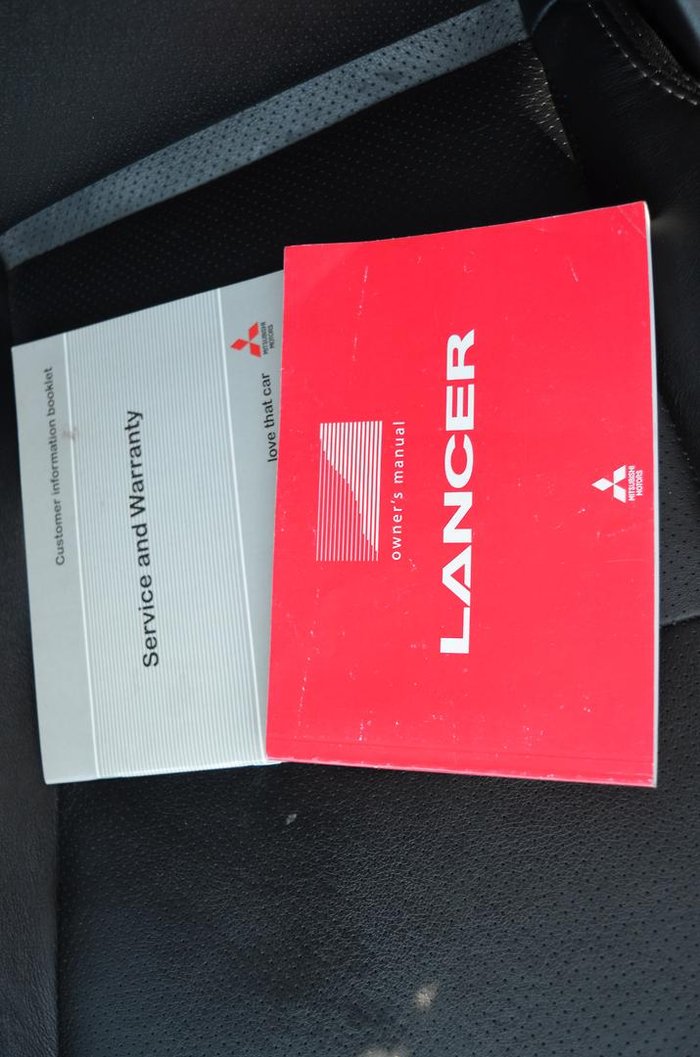 Customer information booklet
Service and Warranty
MITSUBISHI
MOTORS
love that car
owner's manual
LANCER
MITSUBISHI
MOTORS